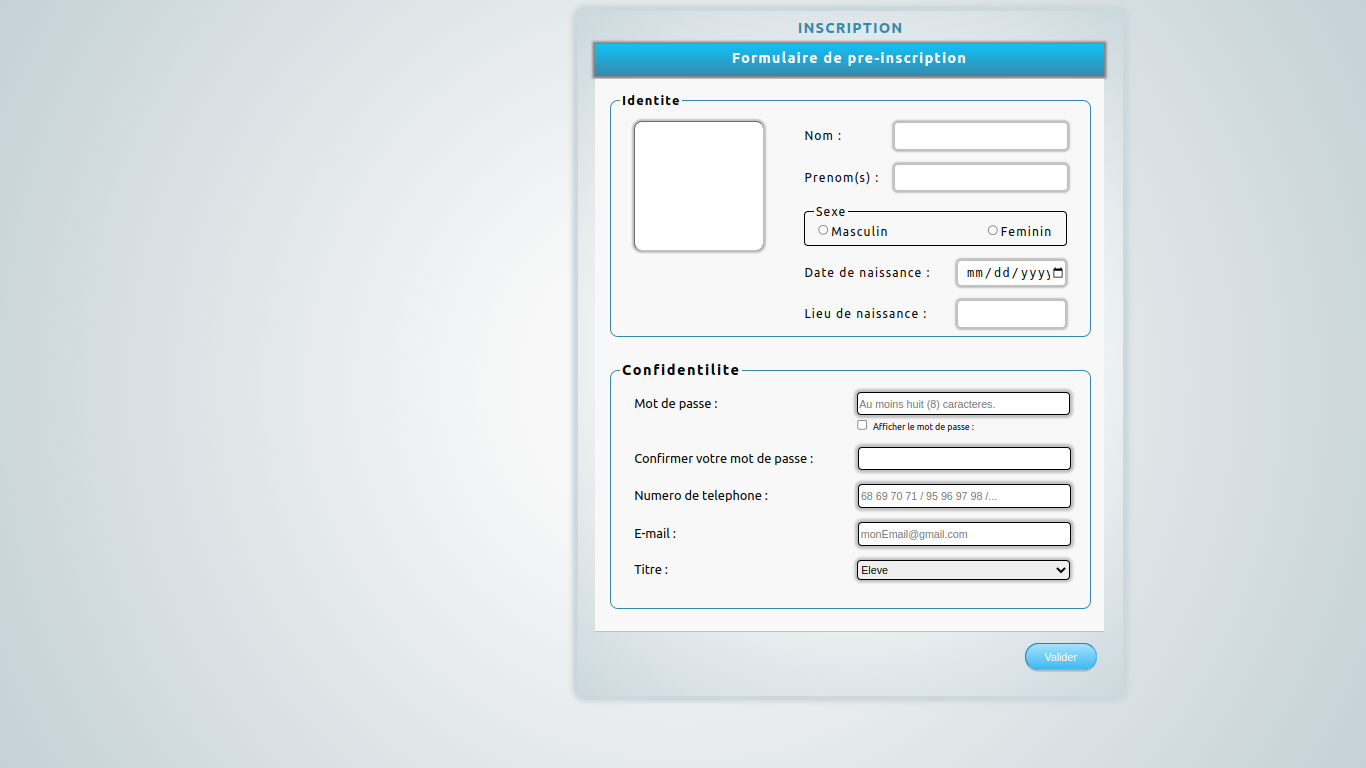 INSCRIPTION
Formulaire de pre-inscription
Identite
Nom :
Prenom(s) :
Sexe
Masculin Feminin
Date de naissance : mm/dd/yyyy
Lieu de naissance :
Confidentilite
Mot de passe : Au moins huit (8) caracteres.
Afficher le mot de passe :
Confirmer votre mot de passe :
Numero de telephone : 68 69 70 71 / 95 96 97 98 /...
E-mail : monEmail@gmail.com
Titre : Eleve
Valider